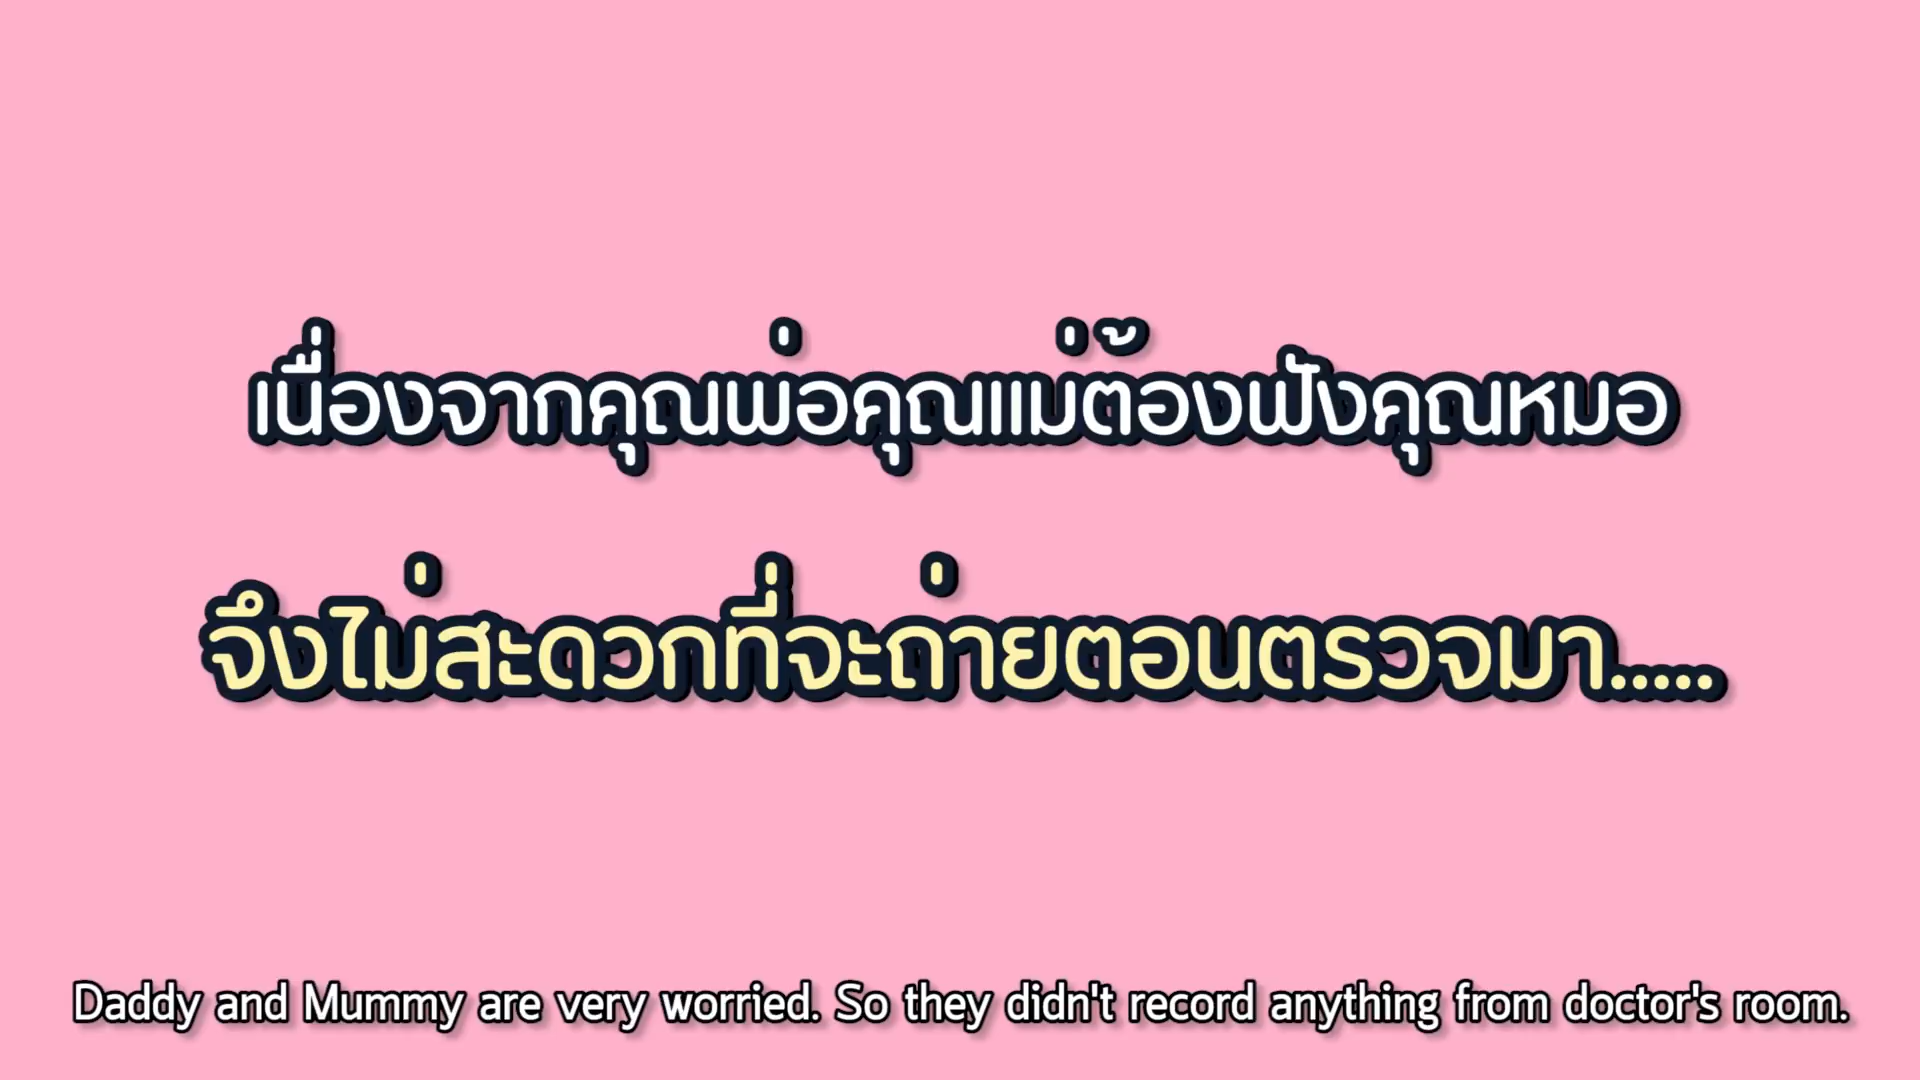 เนื่องจากคุณพ่อคุณแม่ต้องฟังคุณหมอ
จึงไม่สะดวกที่จะถ่ายตอนตรวจมา.....
Daddy and Mummy are very worried. So they didn't record anything from doctor's room.